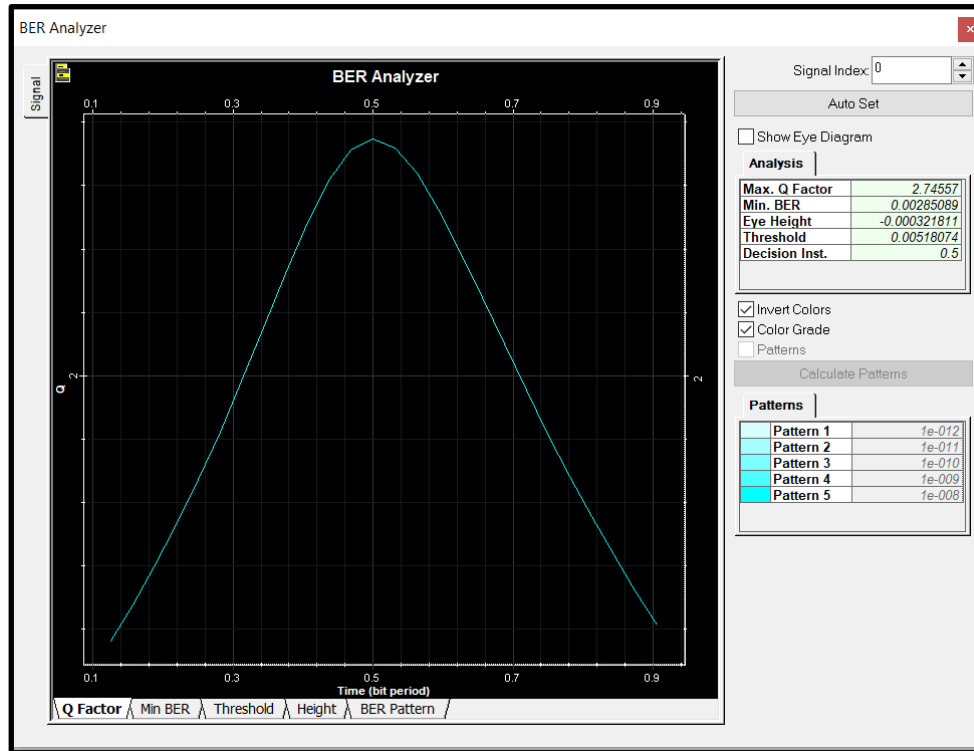 BER Analyzer
Signal
BER Analyzer
0.1 0.3 0.5 0.7 0.9
Q
2
2
0.1 0.3 0.5 0.7 0.9
Time (bit period)
Q Factor Min BER Threshold Height BER Pattern
Signal Index: 0
Auto Set
Show Eye Diagram
Analysis
Max. Q Factor 2.74557
Min. BER 0.00285089
Eye Height -0.000321811
Threshold 0.00518074
Decision Inst. 0.5
Invert Colors
Color Grade
Patterns
Calculate Patterns
Patterns
Pattern 1 1e-012
Pattern 2 1e-011
Pattern 3 1e-010
Pattern 4 1e-009
Pattern 5 1e-008